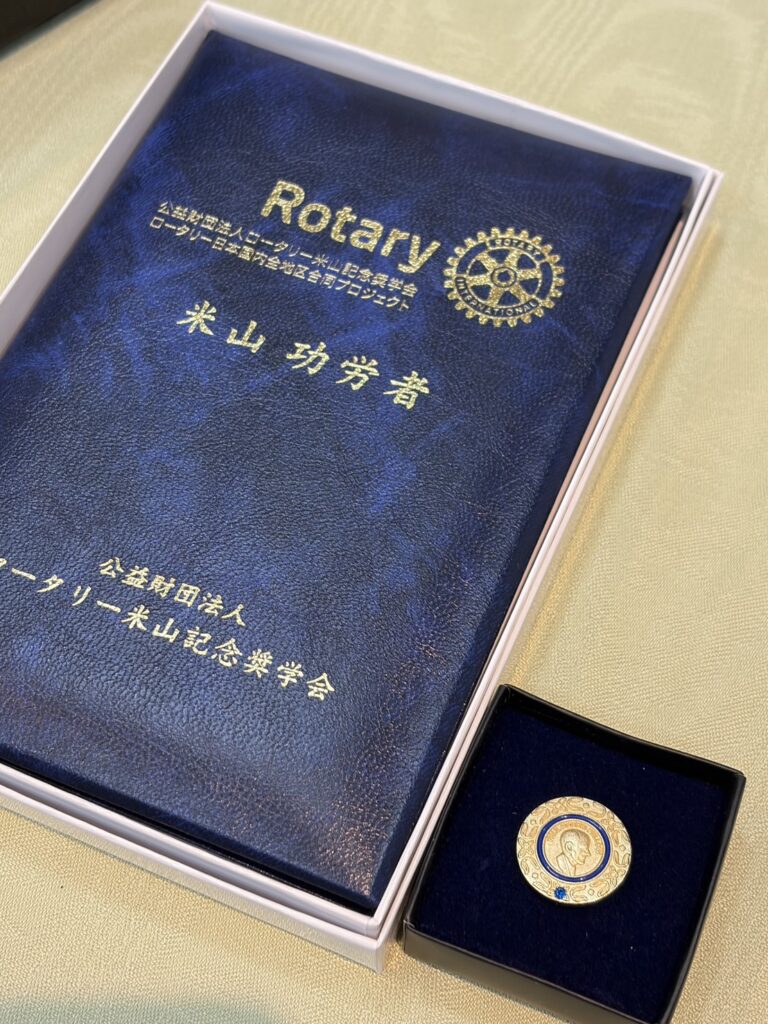 Rotary
公益財団法人ロータリー米山記念奨学会
ロータリー日本国内全地区合同プロジェクト
ROTARY
INTERNATIONAL
米山 功労者
公益財団法人
ロータリー米山記念奨学会